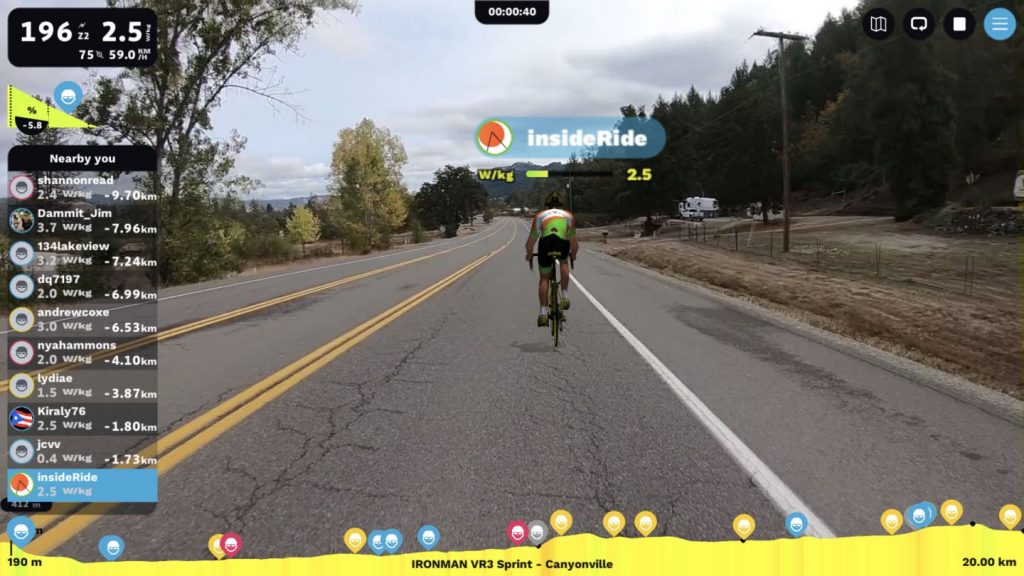 00:00:40
196 Z2 2.5 W/KG
75 59.0 KM/H
%
-5.8
insideRide
W/kg 2.5
Nearby you
shannonread
2.4 W/kg -9.70km
Dammit_Jim
3.7 W/kg -7.96km
134lakeview
3.2 W/kg -7.24km
dq7197
2.0 W/kg -6.99km
andrewcoxe
3.0 W/kg -6.53km
nyahammons
2.0 W/kg -4.10km
lydiae
1.5 W/kg -3.87km
Kiraly76
2.5 W/kg -1.80km
jcvv
0.4 W/kg -1.73km
insideRide
2.5 W/kg
412 m
190 m
IRONMAN VR3 Sprint - Canyonville
20.00 km